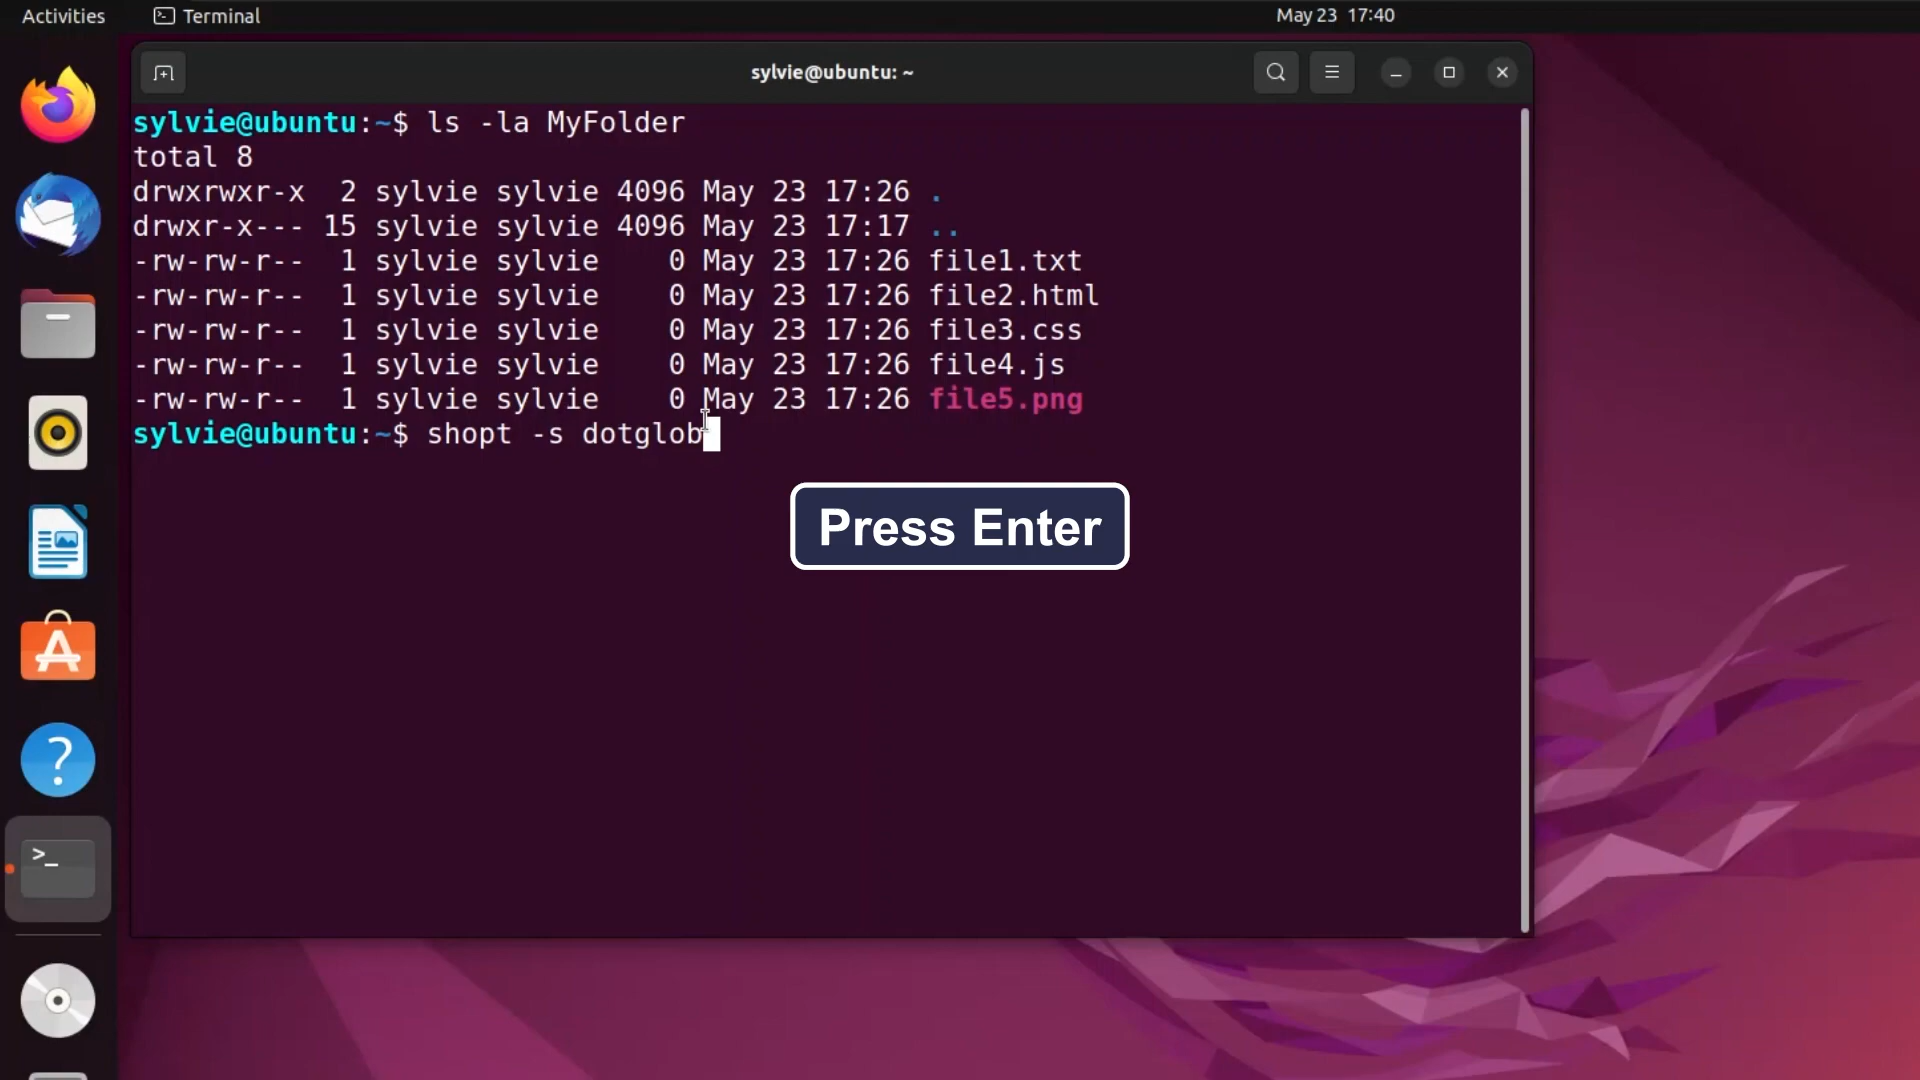 Activities
Terminal
May 23 17:40
sylvie@ubuntu: ~
sylvie@ubuntu:~$ ls -la MyFolder
total 8
drwxrwxr-x 2 sylvie sylvie 4096 May 23 17:26 .
drwxr-x--- 15 sylvie sylvie 4096 May 23 17:17 ..
-rw-rw-r-- 1 sylvie sylvie 0 May 23 17:26 file1.txt
-rw-rw-r-- 1 sylvie sylvie 0 May 23 17:26 file2.html
-rw-rw-r-- 1 sylvie sylvie 0 May 23 17:26 file3.css
-rw-rw-r-- 1 sylvie sylvie 0 May 23 17:26 file4.js
-rw-rw-r-- 1 sylvie sylvie 0 May 23 17:26 file5.png
sylvie@ubuntu:~$ shopt -s dotglob
Press Enter